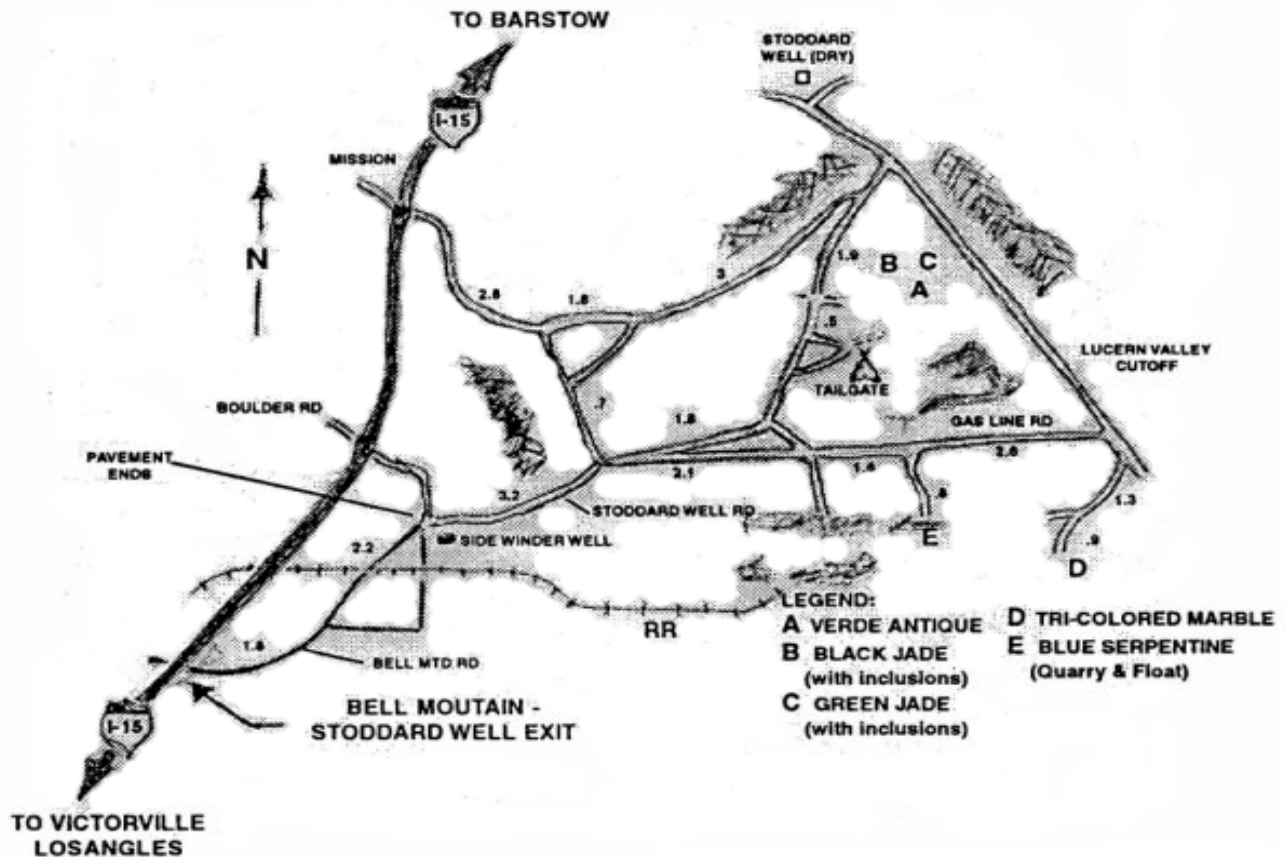 TO BARSTOW
STODDARD
WELL (DRY)
I-15
MISSION
N
1.9
B
C
A
3
2.8
1.8
.5
LUCERN VALLEY
CUTOFF
TAILGATE
BOULDER RD
.7
1.8
GAS LINE RD
PAVEMENT
ENDS
2.1
1.4
2.6
3.2
.8
1.3
STODDARD WELL RD
SIDE WINDER WELL
E
2.2
.9
D
RR
1.6
BELL MTD RD
LEGEND:
A VERDE ANTIQUE
B BLACK JADE
(with inclusions)
C GREEN JADE
(with inclusions)
D TRI-COLORED MARBLE
E BLUE SERPENTINE
(Quarry & Float)
BELL MOUTAIN -
STODDARD WELL EXIT
I-15
TO VICTORVILLE
LOSANGLES